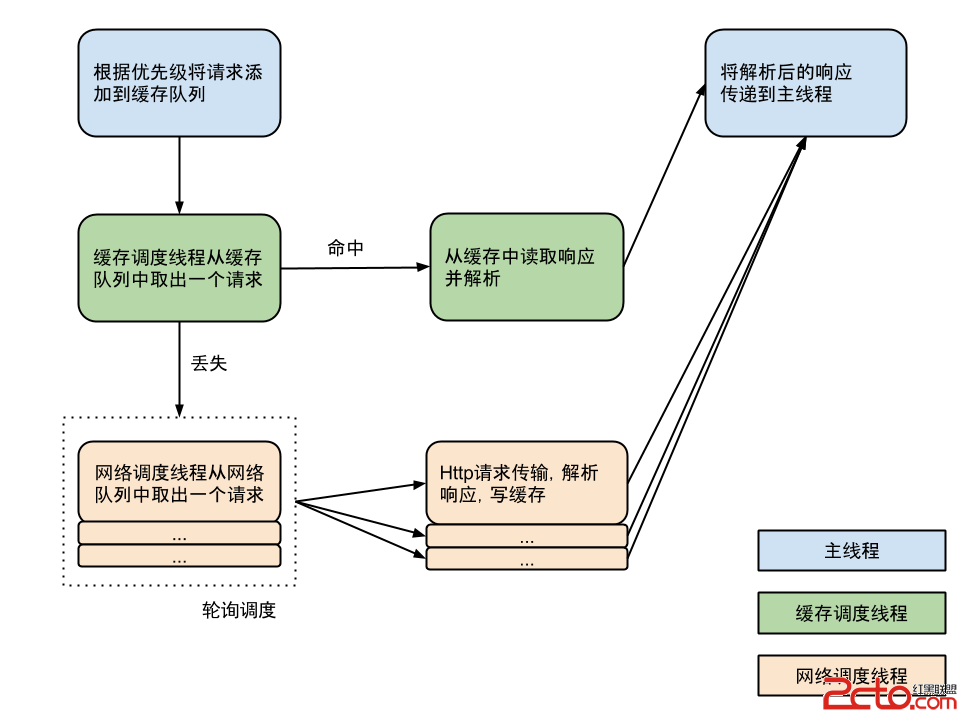 根据优先级将请求添
加到缓存队列
将解析后的响应
传递到主线程
缓存调度线程从缓存
队列中取出一个请求
命中
从缓存中读取响应
并解析
丢失
网络调度线程从网络
队列中取出一个请求
...
...
Http请求传输, 解析
响应, 写缓存
...
...
轮询调度
主线程
缓存调度线程
网络调度线程
2cto.com
红黑联盟